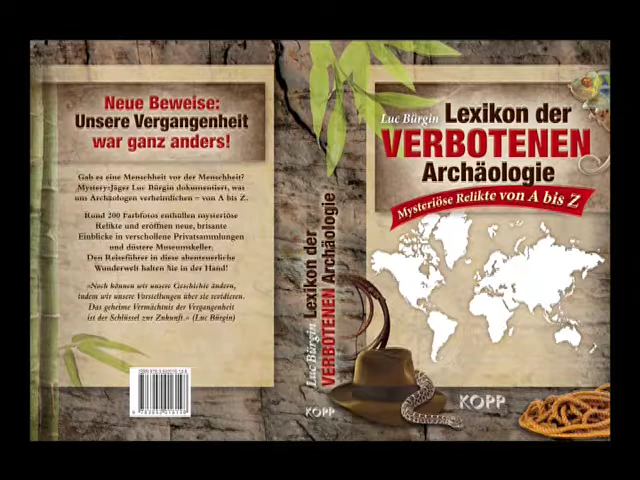 Neue Beweise:
Unsere Vergangenheit
war ganz anders!
Gab es eine Menschheit vor der Menschheit?
Mystery-Jäger Luc Bürgin dokumentiert, was
uns Archäologen verheimlichen – von A bis Z.
Rund 200 Farbfotos enthüllen mysteriöse
Relikte und eröffnen neue, brisante
Einblicke in verschollene Privatsammlungen
und düstere Museumskeller.
Den Reiseführer in diese abenteuerliche
Wunderwelt halten Sie in der Hand!
»Noch können wir unsere Geschichte ändern,
indem wir unsere Vorstellungen über sie revidieren.
Das geheime Vermächtnis der Vergangenheit
ist der Schlüssel zur Zukunft.« (Luc Bürgin)
Luc Bürgin Lexikon der
VERBOTENEN Archäologie
KOPP
Luc Bürgin Lexikon der
VERBOTENEN
Archäologie
Mysteriöse Relikte von A bis Z
KOPP